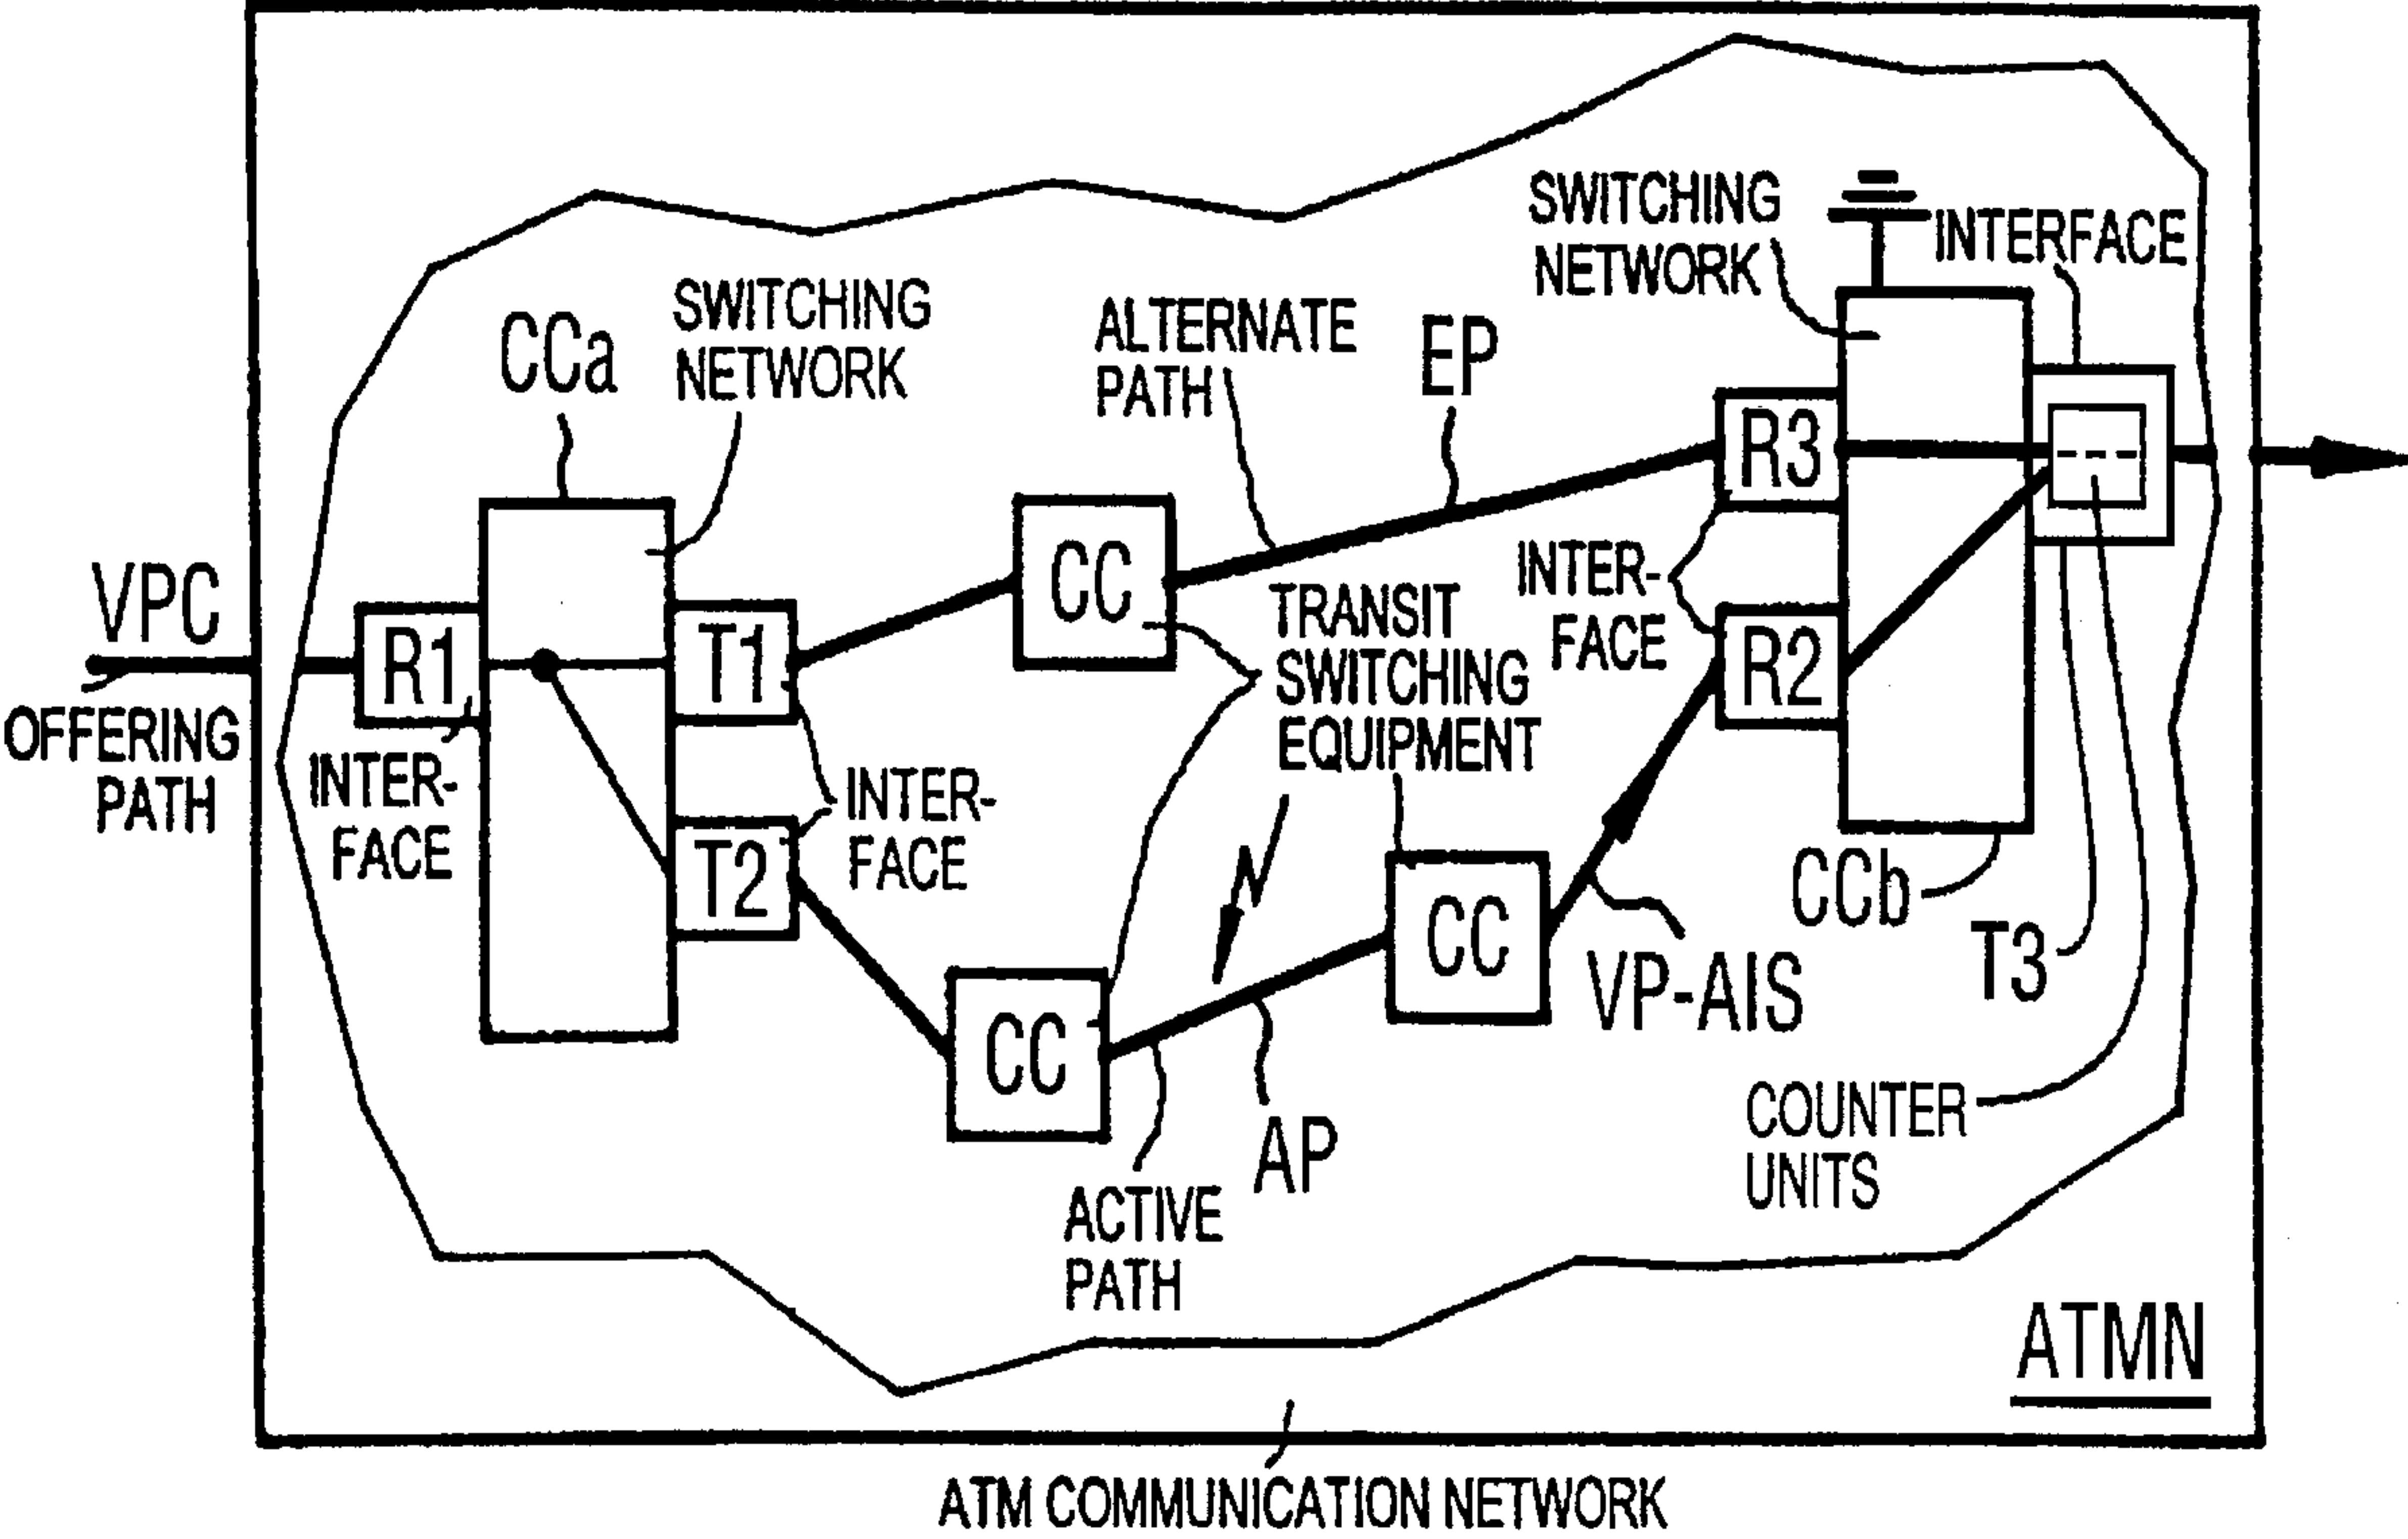 SWITCHING
NETWORK
INTERFACE
CCa
SWITCHING
NETWORK
ALTERNATE
PATH
EP
R3
CC
VPC
OFFERING
PATH
R1
INTER-
FACE
T1
INTER-
FACE
T2
TRANSIT
SWITCHING
EQUIPMENT
INTER-
FACE
R2
CC
CC
VP-AIS
CCb
T3
AP
ACTIVE
PATH
COUNTER
UNITS
ATMN
ATM COMMUNICATION NETWORK